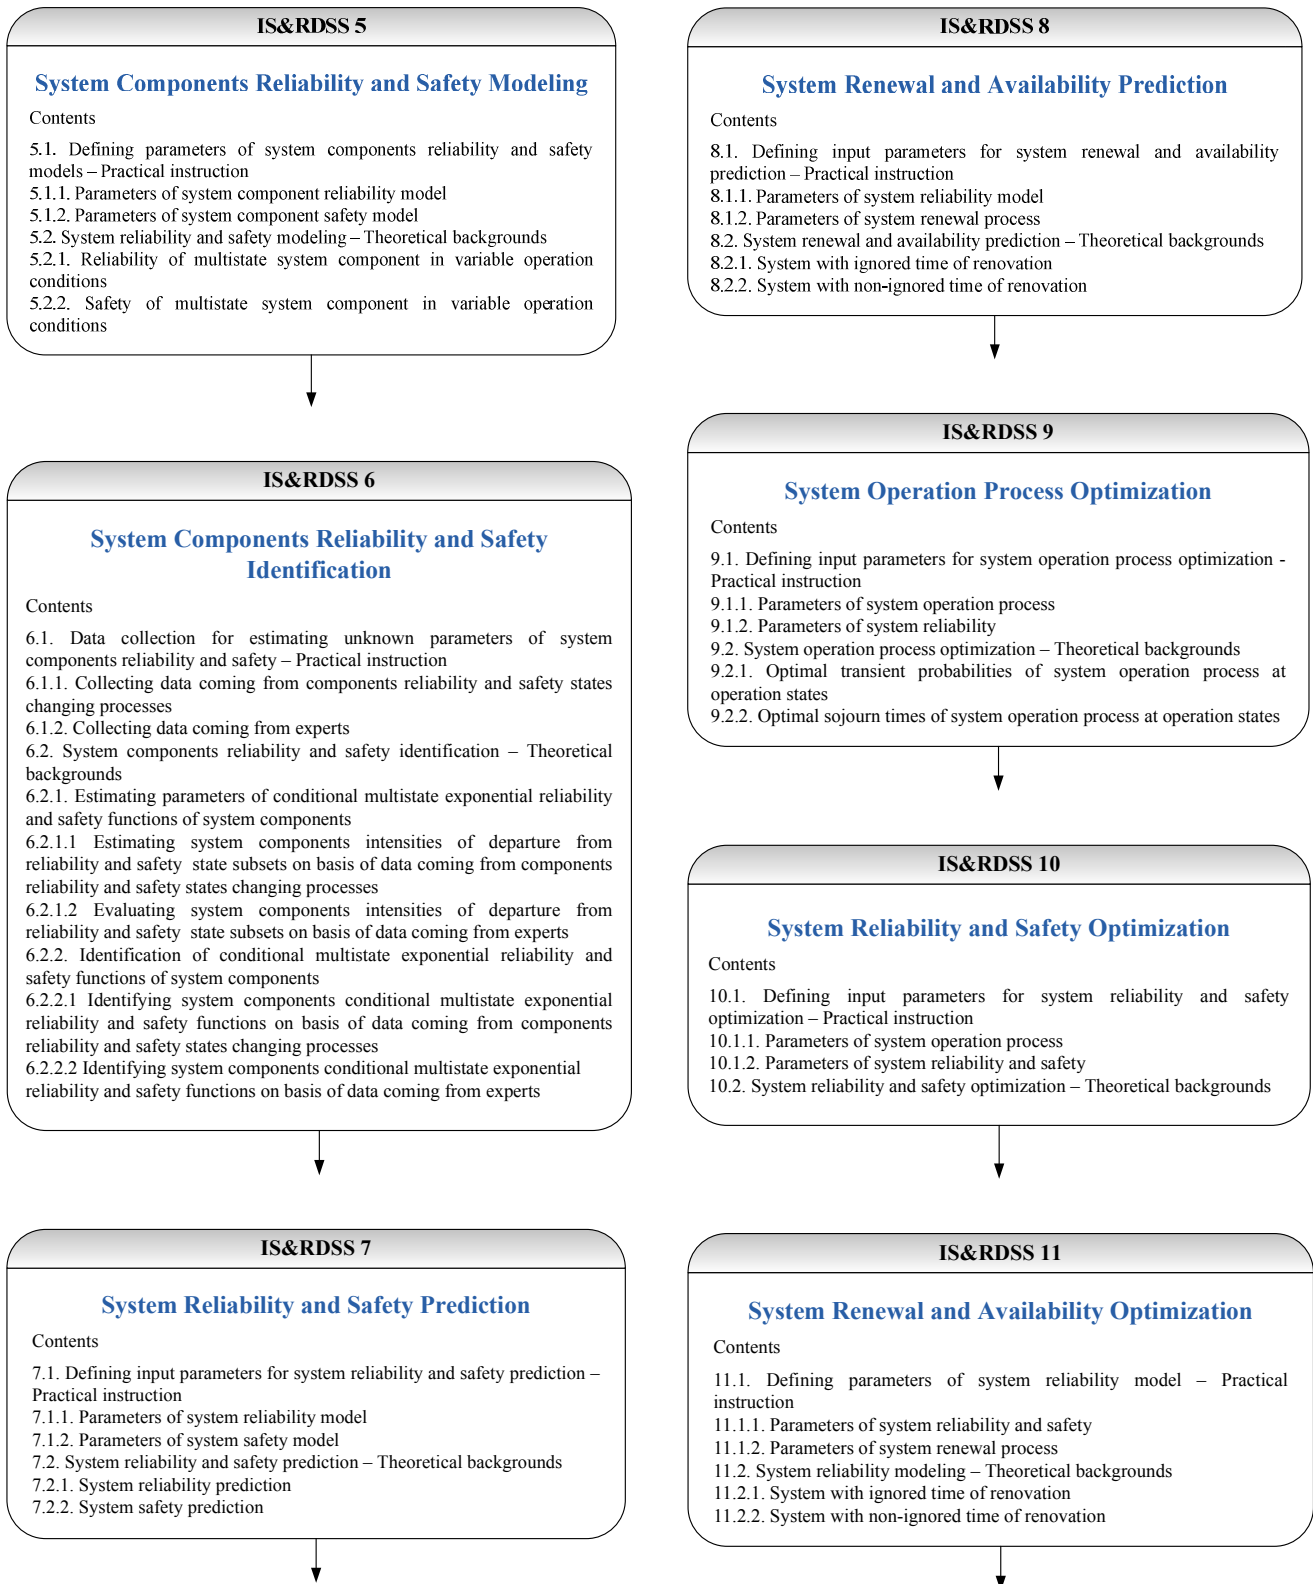 IS&RDSS 5
System Components Reliability and Safety Modeling
Contents
5.1. Defining parameters of system components reliability and safety
models – Practical instruction
5.1.1. Parameters of system component reliability model
5.1.2. Parameters of system component safety model
5.2. System reliability and safety modeling – Theoretical backgrounds
5.2.1. Reliability of multistate system component in variable operation
conditions
5.2.2. Safety of multistate system component in variable operation
conditions
IS&RDSS 6
System Components Reliability and Safety
Identification
Contents
6.1. Data collection for estimating unknown parameters of system
components reliability and safety – Practical instruction
6.1.1. Collecting data coming from components reliability and safety states
changing processes
6.1.2. Collecting data coming from experts
6.2. System components reliability and safety identification – Theoretical
backgrounds
6.2.1. Estimating parameters of conditional multistate exponential reliability
and safety functions of system components
6.2.1.1 Estimating system components intensities of departure from
reliability and safety state subsets on basis of data coming from components
reliability and safety states changing processes
6.2.1.2 Evaluating system components intensities of departure from
reliability and safety state subsets on basis of data coming from experts
6.2.2. Identification of conditional multistate exponential reliability and
safety functions of system components
6.2.2.1 Identifying system components conditional multistate exponential
reliability and safety functions on basis of data coming from components
reliability and safety states changing processes
6.2.2.2 Identifying system components conditional multistate exponential
reliability and safety functions on basis of data coming from experts
IS&RDSS 7
System Reliability and Safety Prediction
Contents
7.1. Defining input parameters for system reliability and safety prediction –
Practical instruction
7.1.1. Parameters of system reliability model
7.1.2. Parameters of system safety model
7.2. System reliability and safety prediction – Theoretical backgrounds
7.2.1. System reliability prediction
7.2.2. System safety prediction
IS&RDSS 8
System Renewal and Availability Prediction
Contents
8.1. Defining input parameters for system renewal and availability
prediction – Practical instruction
8.1.1. Parameters of system reliability model
8.1.2. Parameters of system renewal process
8.2. System renewal and availability prediction – Theoretical backgrounds
8.2.1. System with ignored time of renovation
8.2.2. System with non-ignored time of renovation
IS&RDSS 9
System Operation Process Optimization
Contents
9.1. Defining input parameters for system operation process optimization -
Practical instruction
9.1.1. Parameters of system operation process
9.1.2. Parameters of system reliability
9.2. System operation process optimization – Theoretical backgrounds
9.2.1. Optimal transient probabilities of system operation process at
operation states
9.2.2. Optimal sojourn times of system operation process at operation states
IS&RDSS 10
System Reliability and Safety Optimization
Contents
10.1. Defining input parameters for system reliability and safety
optimization – Practical instruction
10.1.1. Parameters of system operation process
10.1.2. Parameters of system reliability and safety
10.2. System reliability and safety optimization – Theoretical backgrounds
IS&RDSS 11
System Renewal and Availability Optimization
Contents
11.1. Defining parameters of system reliability model – Practical
instruction
11.1.1. Parameters of system reliability and safety
11.1.2. Parameters of system renewal process
11.2. System reliability modeling – Theoretical backgrounds
11.2.1. System with ignored time of renovation
11.2.2. System with non-ignored time of renovation